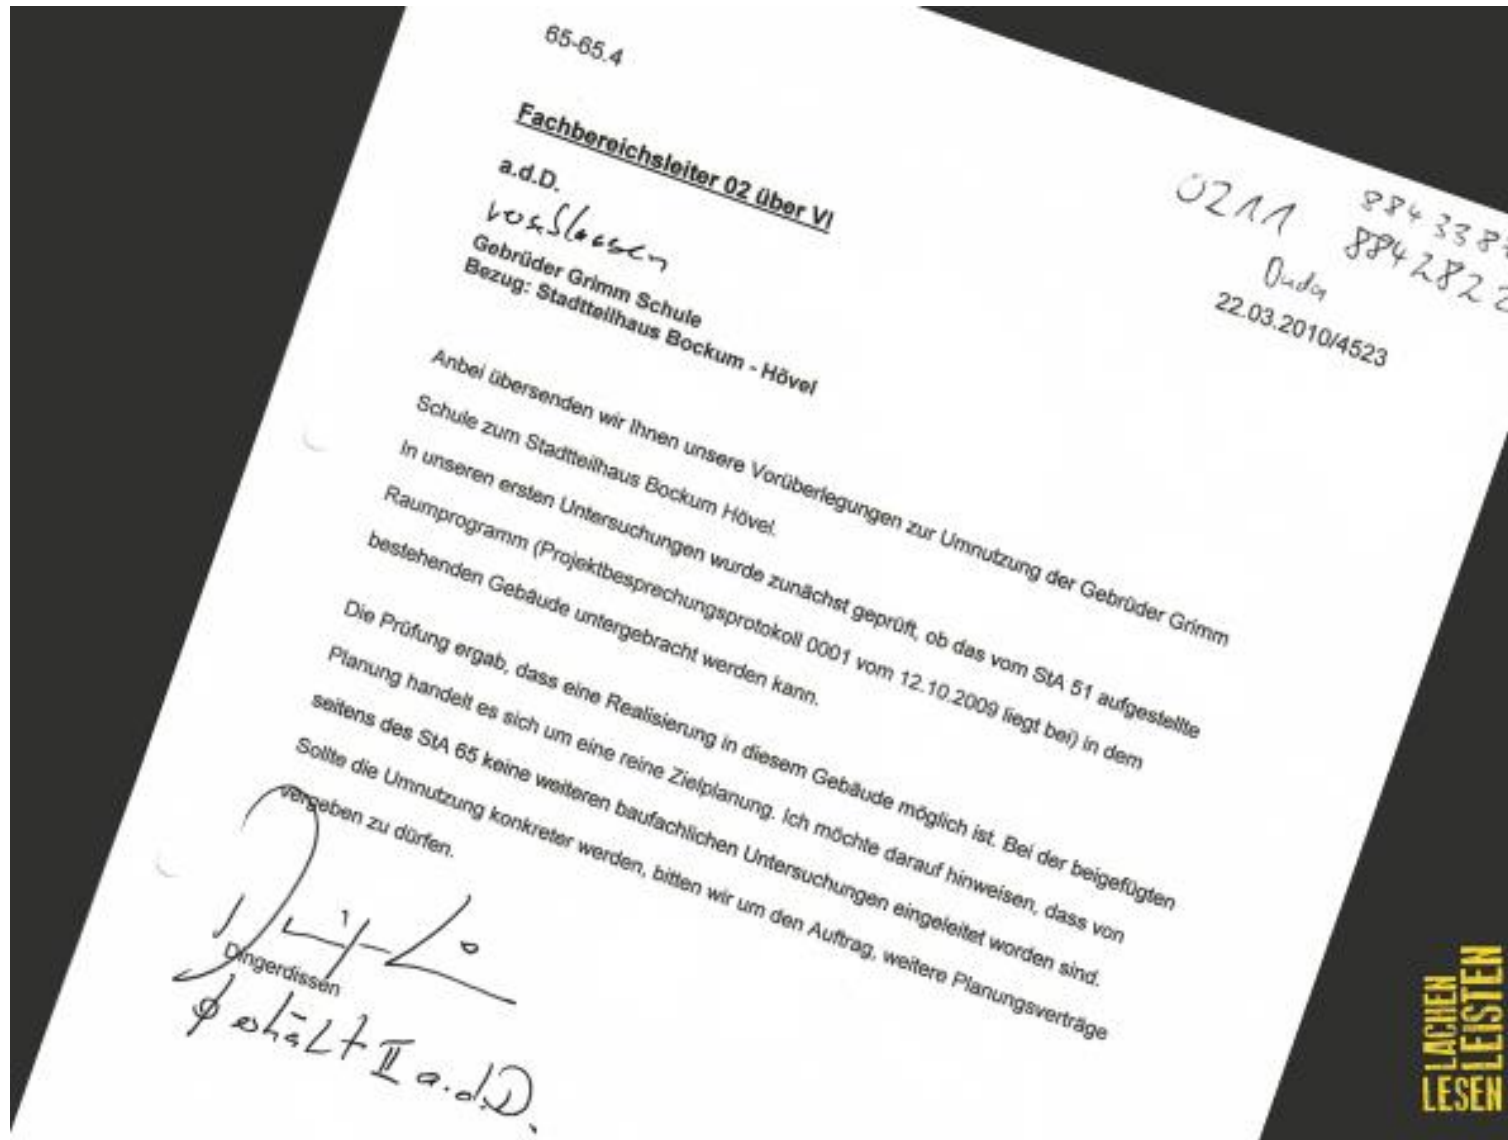 65-65.4
Fachbereichsleiter 02 über VI
a.d.D.
Gebrüder Grimm Schule
Bezug: Stadtteilhaus Bockum - Hövel
0211 884338
8842822
Duda
22.03.2010/4523
Anbei übersenden wir Ihnen unsere Vorüberlegungen zur Umnutzung der Gebrüder Grimm
Schule zum Stadtteilhaus Bockum Hövel.
In unseren ersten Untersuchungen wurde zunächst geprüft, ob das vom StA 51 aufgestellte
Raumprogramm (Projektbesprechungsprotokoll 0001 vom 12.10.2009 liegt bei) in dem
bestehenden Gebäude untergebracht werden kann.
Die Prüfung ergab, dass eine Realisierung in diesem Gebäude möglich ist. Bei der beigefügten
Planung handelt es sich um eine reine Zielplanung. Ich möchte darauf hinweisen, dass von
seitens des StA 65 keine weiteren baufachlichen Untersuchungen eingeleitet worden sind.
Sollte die Umnutzung konkreter werden, bitten wir um den Auftrag, weitere Planungsverträge
vergeben zu dürfen.
Dingerdissen
erhält II a.d.D.
LACHEN
LEISTEN
LESEN